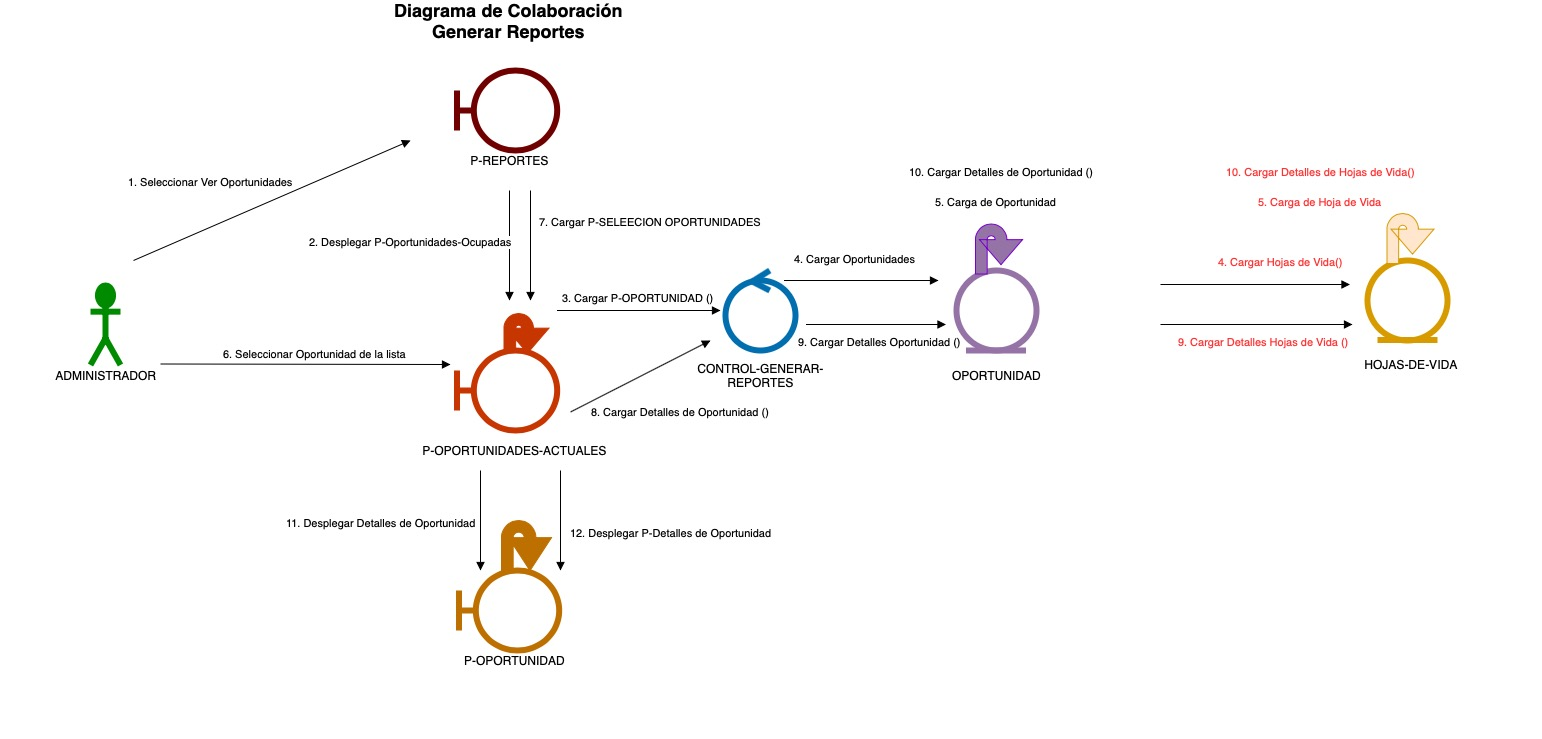 Diagrama de Colaboración
Generar Reportes
P-REPORTES
1. Seleccionar Ver Oportunidades
2. Desplegar P-Oportunidades-Ocupadas
7. Cargar P-SELEECION OPORTUNIDADES
10. Cargar Detalles de Oportunidad ()
5. Carga de Oportunidad
10. Cargar Detalles de Hojas de Vida()
5. Carga de Hoja de Vida
4. Cargar Oportunidades
4. Cargar Hojas de Vida()
3. Cargar P-OPORTUNIDAD ()
9. Cargar Detalles Oportunidad ()
9. Cargar Detalles Hojas de Vida ()
6. Seleccionar Oportunidad de la lista
ADMINISTRADOR
CONTROL-GENERAR-
REPORTES
OPORTUNIDAD
HOJAS-DE-VIDA
8. Cargar Detalles de Oportunidad ()
P-OPORTUNIDADES-ACTUALES
11. Desplegar Detalles de Oportunidad
12. Desplegar P-Detalles de Oportunidad
P-OPORTUNIDAD